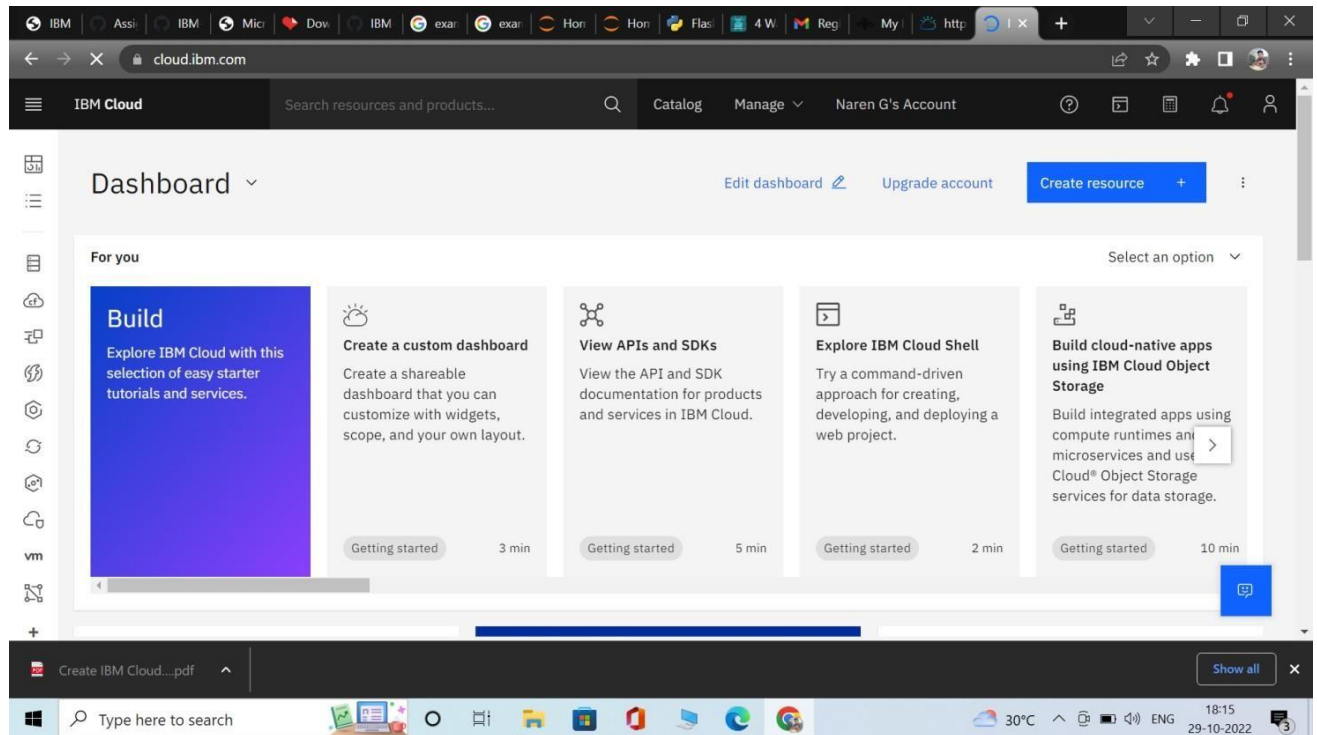 IBM
Assi
IBM
Micr
Dow
IBM
exar
exar
Hon
Hon
Flas
4 W
Reg
My
http
cloud.ibm.com
IBM Cloud
Search resources and products...
Catalog
Manage
Naren G's Account
Dashboard
Edit dashboard
Upgrade account
Create resource +
For you
Select an option
Build
Explore IBM Cloud with this
selection of easy starter
tutorials and services.
Create a custom dashboard
Create a shareable
dashboard that you can
customize with widgets,
scope, and your own layout.
Getting started
3 min
View APIs and SDKs
View the API and SDK
documentation for products
and services in IBM Cloud.
Getting started
5 min
Explore IBM Cloud Shell
Try a command-driven
approach for creating,
developing, and deploying a
web project.
Getting started
2 min
Build cloud-native apps
using IBM Cloud Object
Storage
Build integrated apps using
compute runtimes an
microservices and use
Cloud® Object Storage
services for data storage.
Getting started
10 min
vm
Create IBM Cloud....pdf
Show all
Type here to search
30°C
ENG
18:15
29-10-2022
3